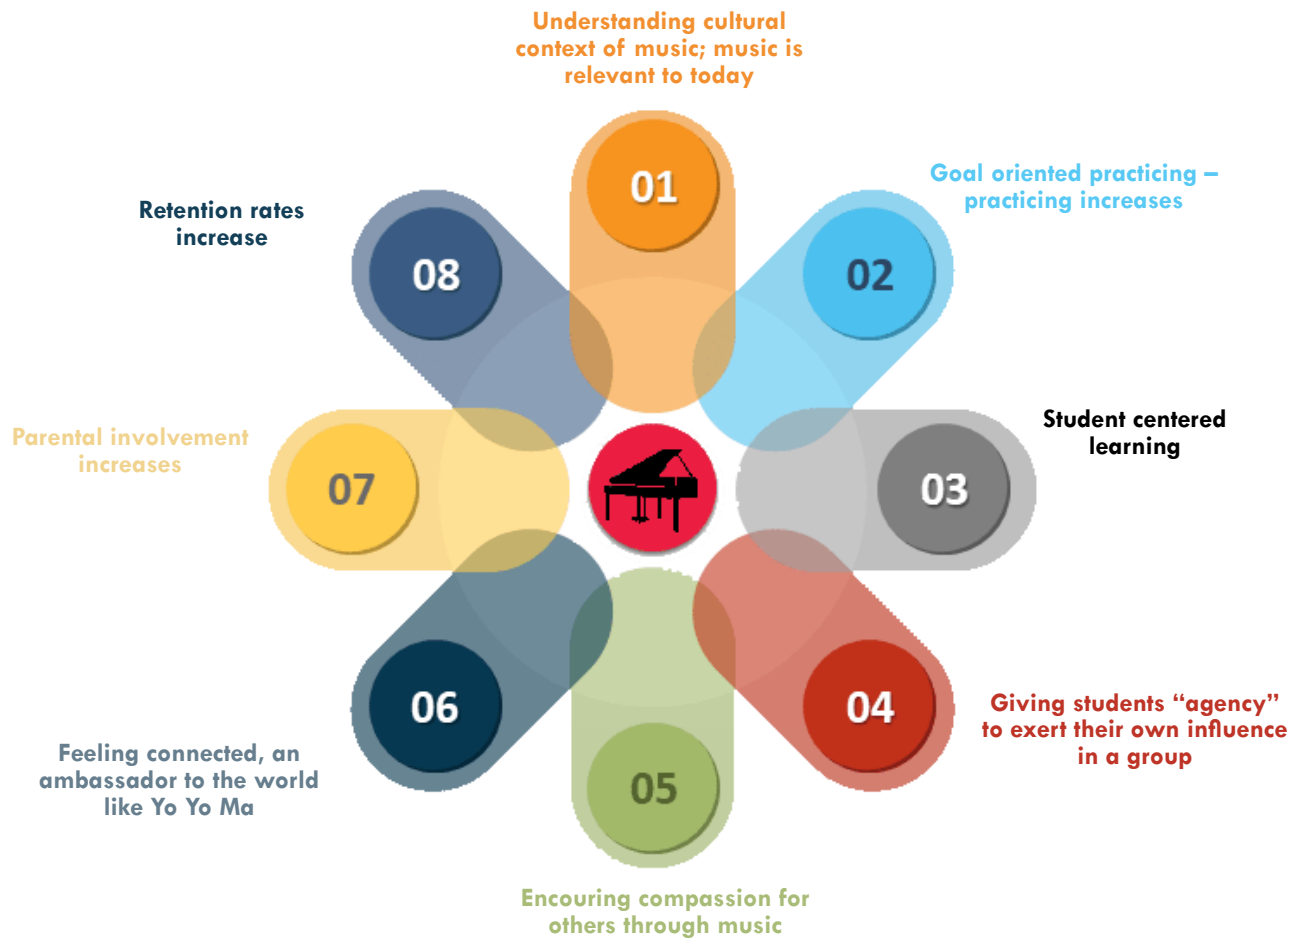 Understanding cultural
context of music; music is
relevant to today
01
Goal oriented practicing –
practicing increases
02
Student centered
learning
03
Giving students “agency”
to exert their own influence
in a group
04
Encouring compassion for
others through music
05
Feeling connected, an
ambassador to the world
like Yo Yo Ma
06
Parental involvement
increases
07
Retention rates
increase
08